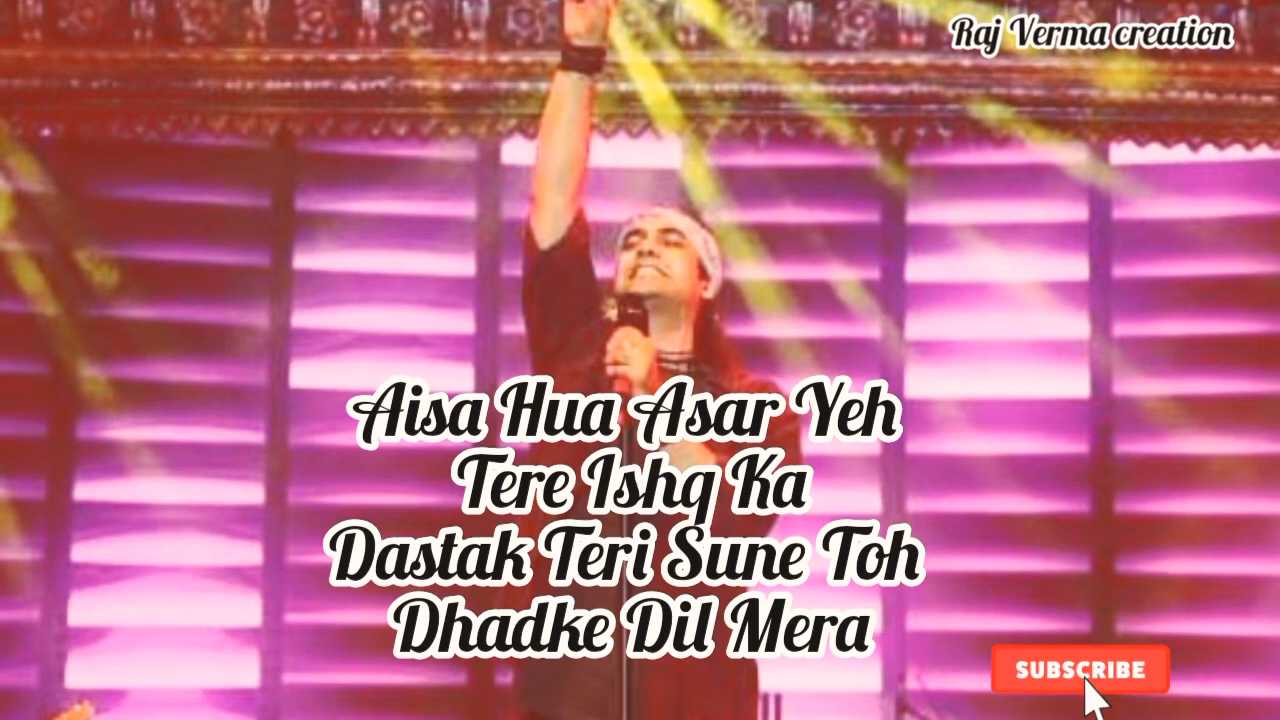 Raj Verma creation
Aisa Hua Asar Yeh
Tere Ishq Ka
Dastak Teri Sune Toh
Dhadke Dil Mera
SUBSCRIBE